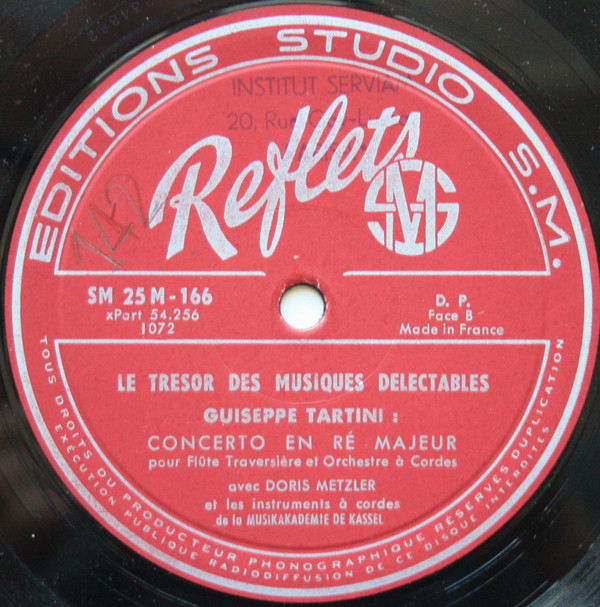 EDITIONS STUDIO S.M.
INSTITUT
20, Rue
Reflets
142
SM 25 M-166
xPart 54.256
1072
D. P.
Face B
Made in France
LE TRESOR DES MUSIQUES DELECTABLES
GUISEPPE TARTINI :
CONCERTO EN RÉ MAJEUR
pour Flûte Traversière et Orchestre à Cordes
avec DORIS METZLER
et les instruments à cordes
de la MUSIKAKADEMIE DE KASSEL
TOUS DROITS DU PRODUCTEUR PHONOGRAPHIQUE RÉSERVÉS DUPLICATION
EXÉCUTION PUBLIQUE RADIODIFFUSION DE CE DISQUE INTERDITES